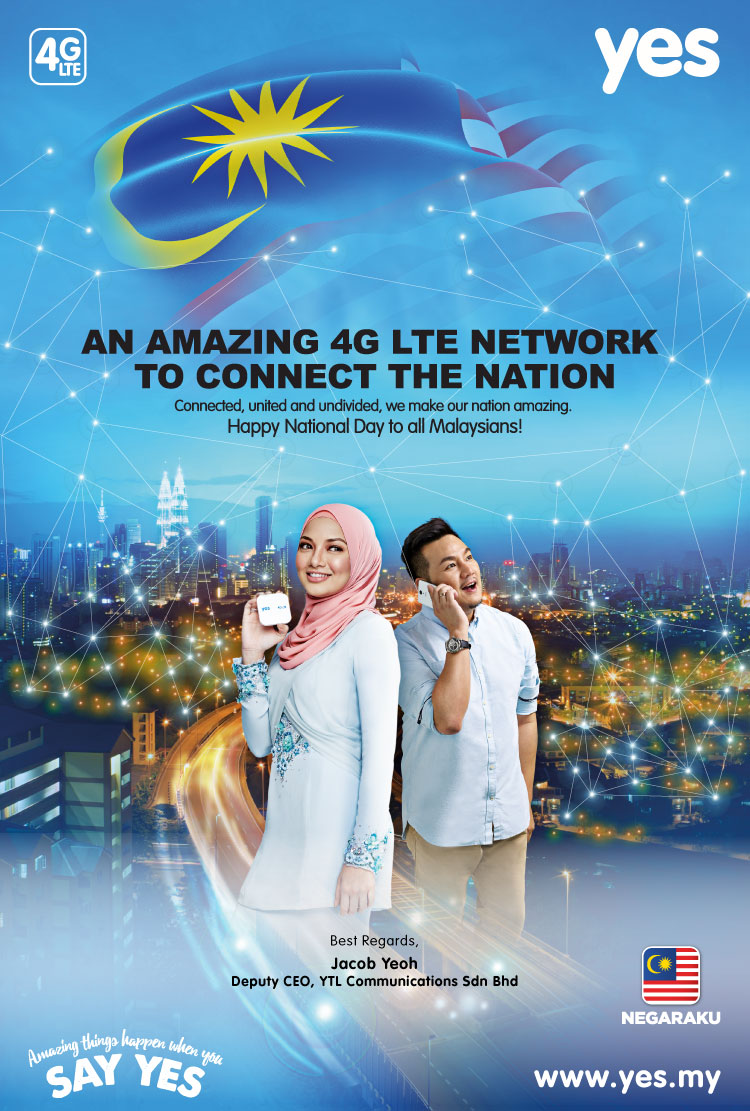 4G
LTE
yes
AN AMAZING 4G LTE NETWORK
TO CONNECT THE NATION
Connected, united and undivided, we make our nation amazing.
Happy National Day to all Malaysians!
yes
Best Regards,
Jacob Yeoh
Deputy CEO, YTL Communications Sdn Bhd
NEGARAKU
Amazing things happen when you
SAY YES
www.yes.my